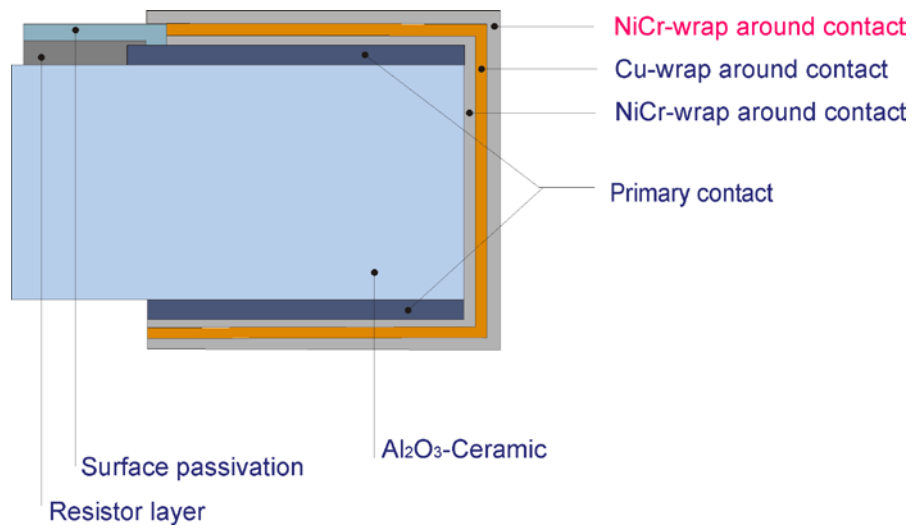 NiCr-wrap around contact
Cu-wrap around contact
NiCr-wrap around contact
Primary contact
Al₂O₃-Ceramic
Surface passivation
Resistor layer